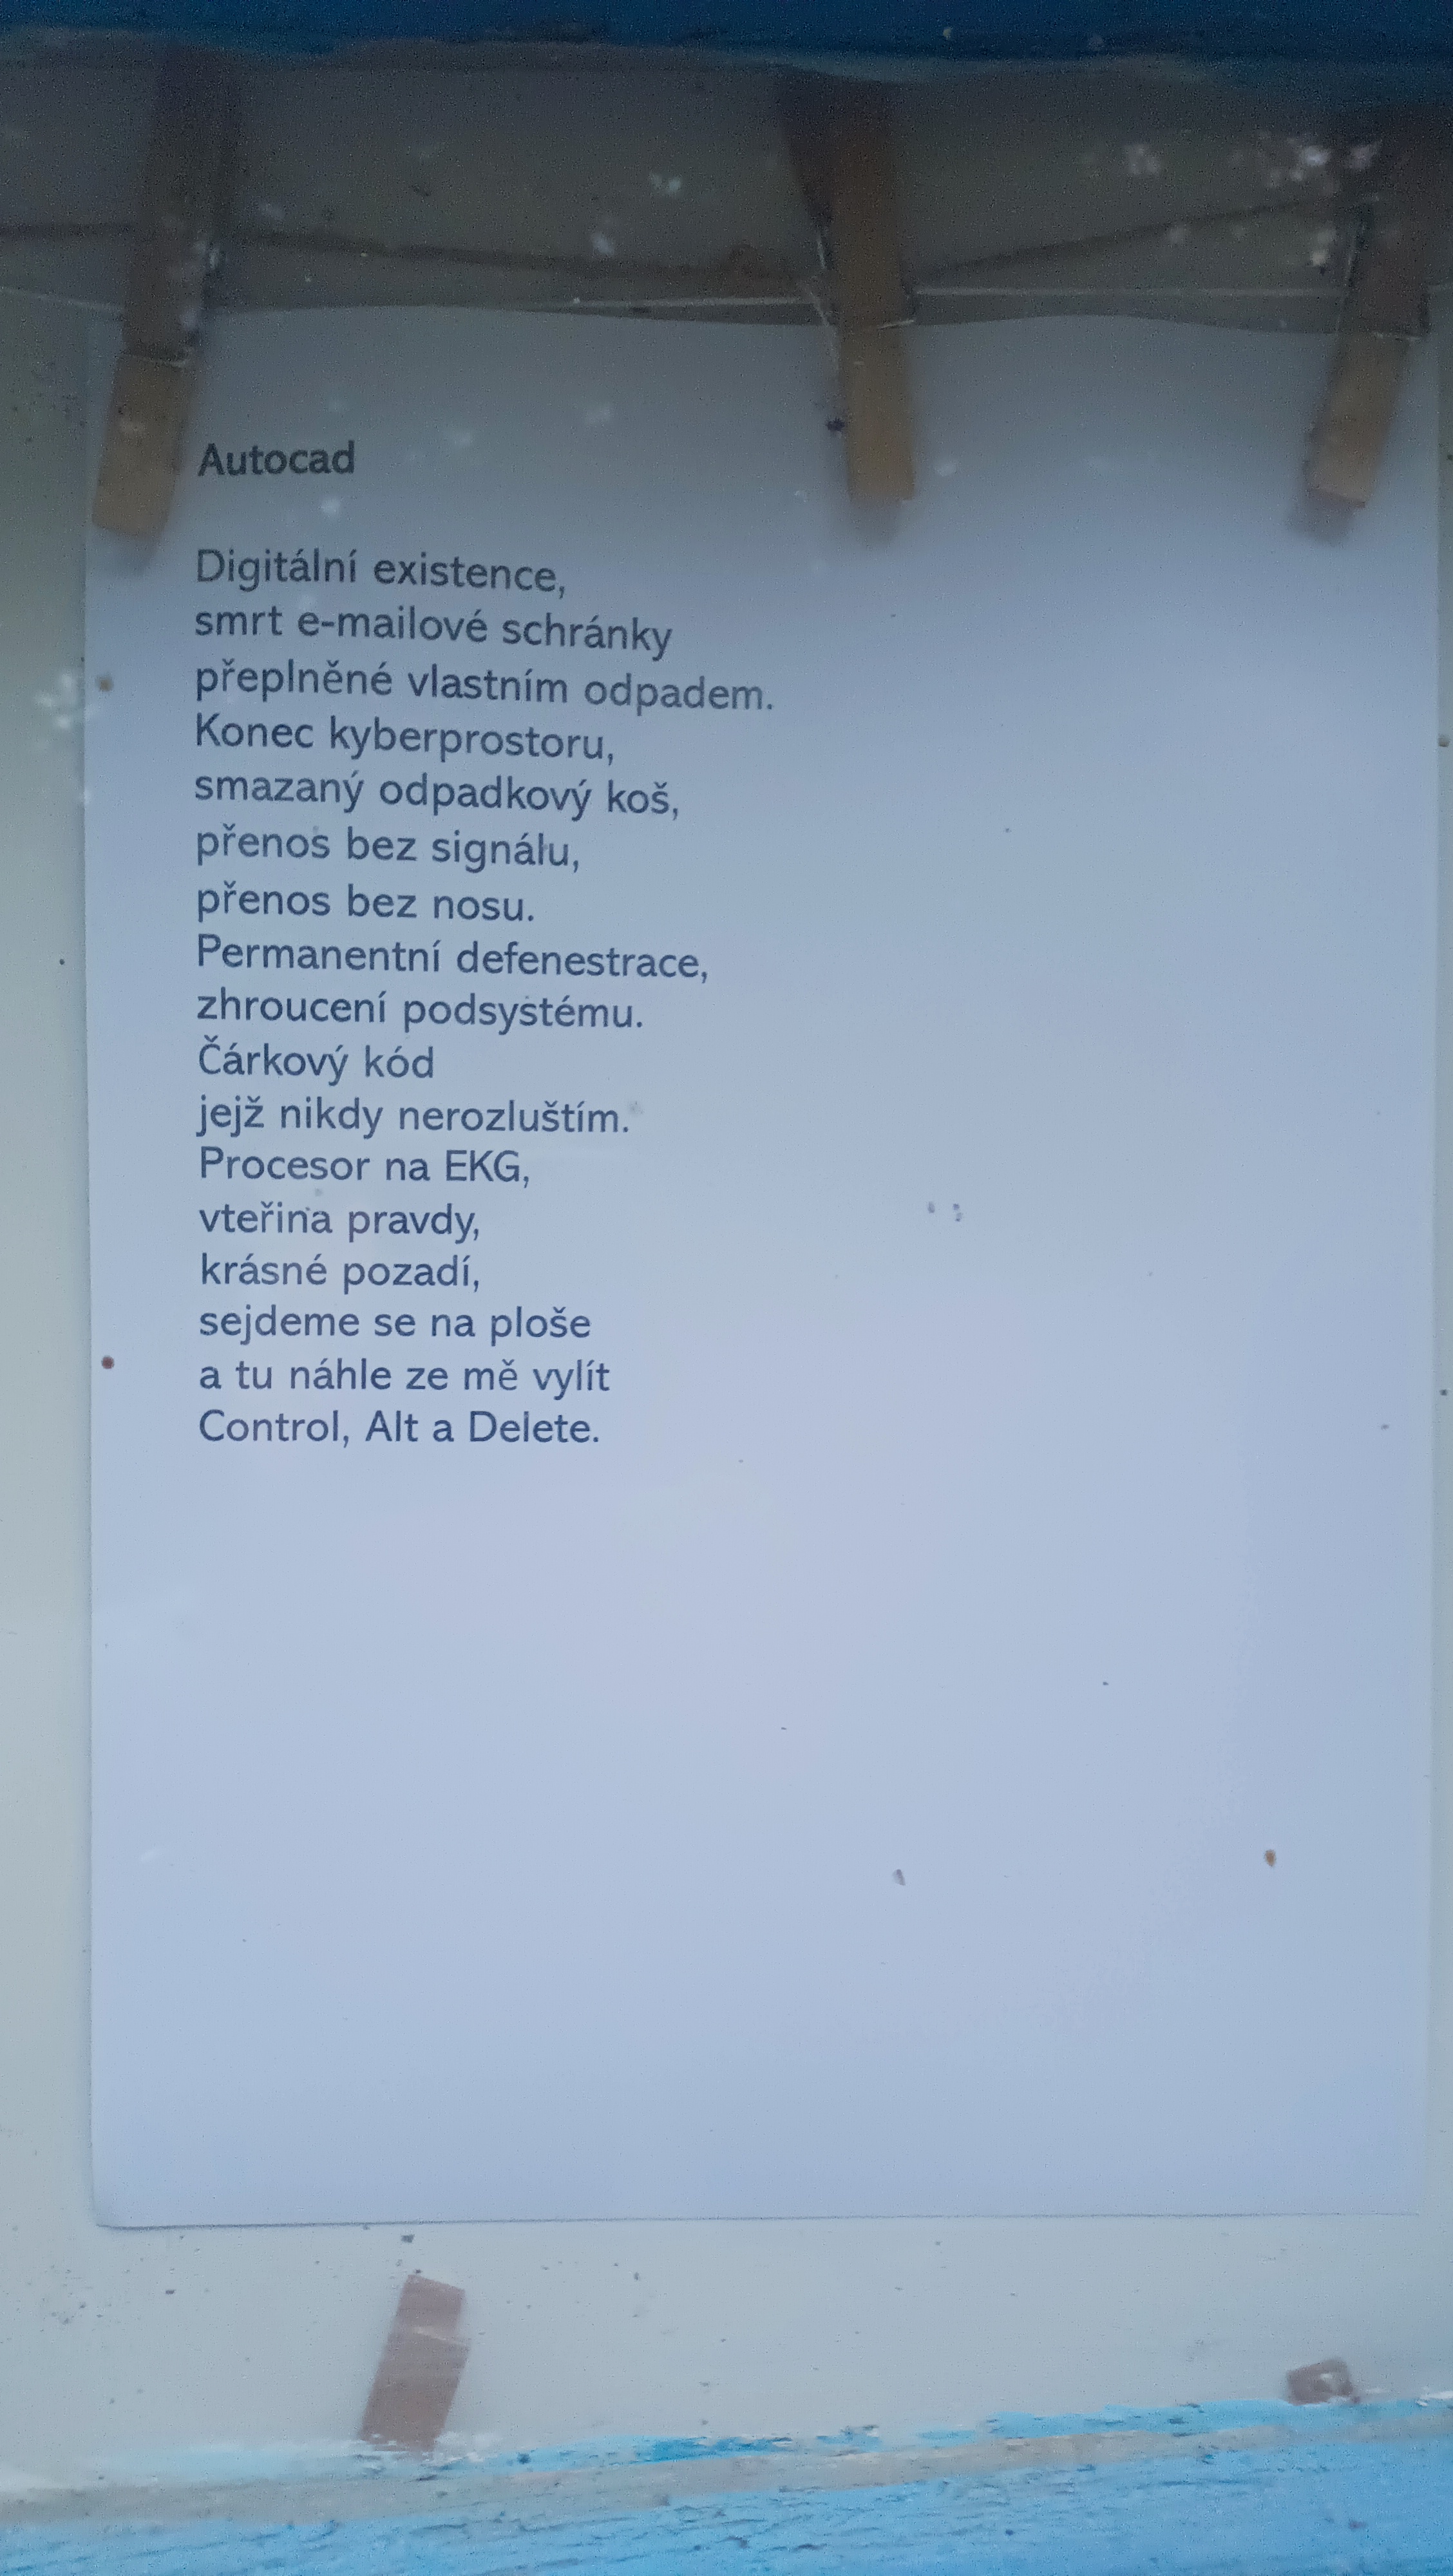 Autocad
Digitální existence,
smrt e-mailové schránky
přeplněné vlastním odpadem.
Konec kyberprostoru,
smazaný odpadkový koš,
přenos bez signálu,
přenos bez nosu.
Permanentní defenestrace,
zhroucení podsystému.
Čárkový kód
jejž nikdy nerozluštím.
Procesor na EKG,
vteřina pravdy,
krásné pozadí,
sejdeme se na ploše
a tu náhle ze mě vylít
Control, Alt a Delete.